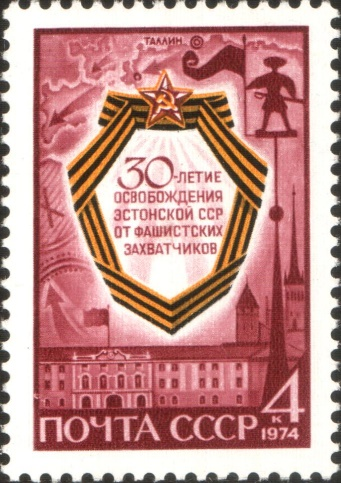 ТАЛЛИН
30-ЛЕТИЕ
ОСВОБОЖДЕНИЯ
ЭСТОНСКОЙ ССР
ОТ ФАШИСТСКИХ
ЗАХВАТЧИКОВ
4
к
ПОЧТА СССР 1974